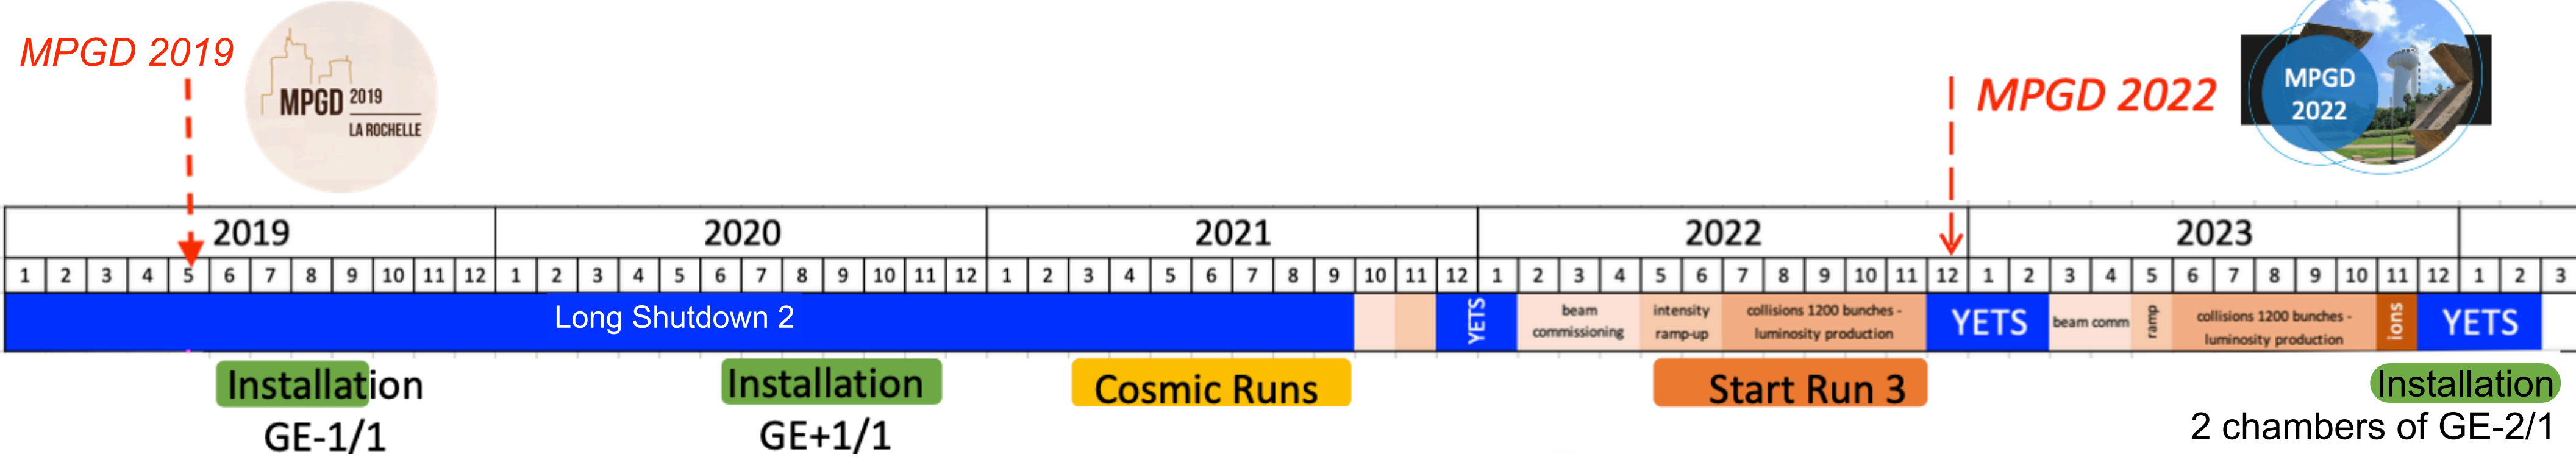 MPGD 2019
MPGD 2019
LA ROCHELLE
MPGD 2022
MPGD
2022
2019 2020 2021 2022 2023
1 2 3 4 5 6 7 8 9 10 11 12 1 2 3 4 5 6 7 8 9 10 11 12 1 2 3 4 5 6 7 8 9 10 11 12 1 2 3 4 5 6 7 8 9 10 11 12 1 2 3 4 5 6 7 8 9 10 11 12 1 2 3
Long Shutdown 2
YETS
beam
commissioning
intensity
ramp-up
collisions 1200 bunches -
luminosity production
YETS
beam comm
ramp
collisions 1200 bunches -
luminosity production
ions
YETS
Installation
GE-1/1
Installation
GE+1/1
Cosmic Runs
Start Run 3
Installation
2 chambers of GE-2/1